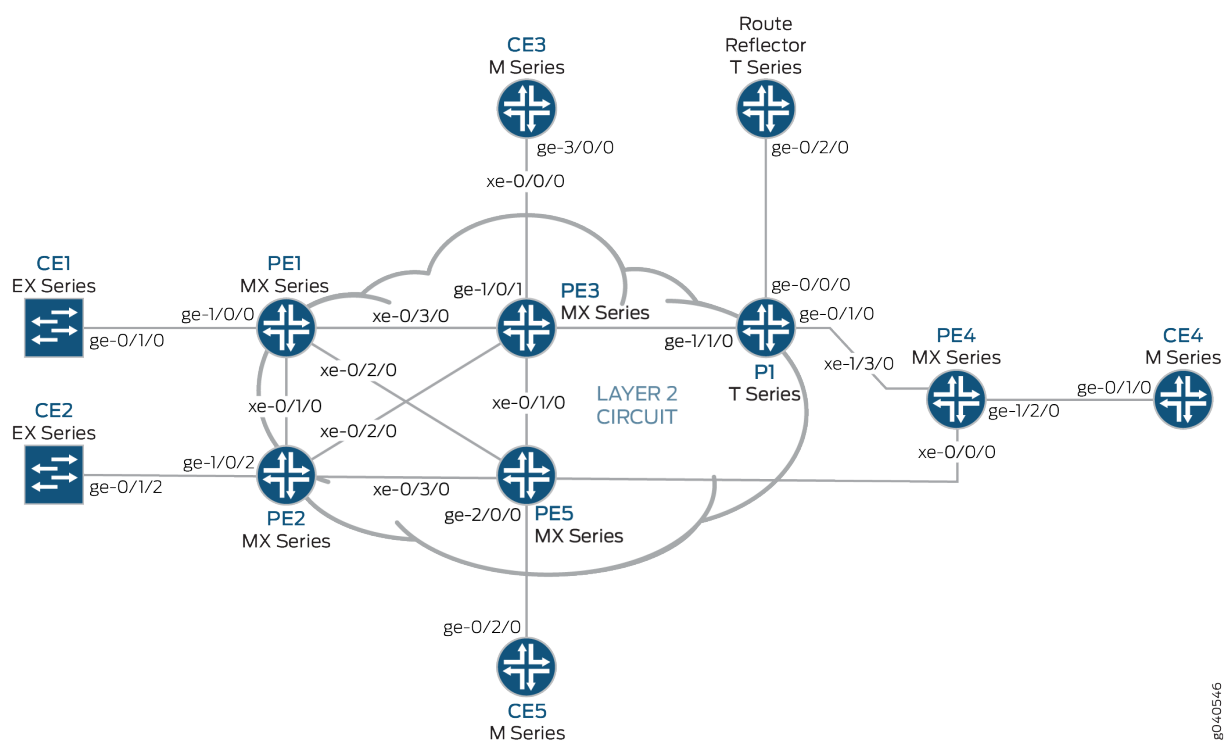 Route
Reflector
T Series
CE3
M Series
ge-3/0/0
ge-0/2/0
xe-0/0/0
CE1
EX Series
PE1
MX Series
ge-1/0/0
ge-0/1/0
ge-1/0/1
PE3
MX Series
xe-0/3/0
ge-0/0/0
ge-0/1/0
ge-1/1/0
P1
T Series
xe-1/3/0
PE4
MX Series
CE4
M Series
ge-0/1/0
ge-1/2/0
xe-0/0/0
xe-0/2/0
xe-0/1/0
xe-0/1/0
LAYER 2
CIRCUIT
xe-0/2/0
CE2
EX Series
ge-1/0/2
ge-0/1/2
PE2
MX Series
xe-0/3/0
ge-2/0/0
PE5
MX Series
ge-0/2/0
CE5
M Series
g040546